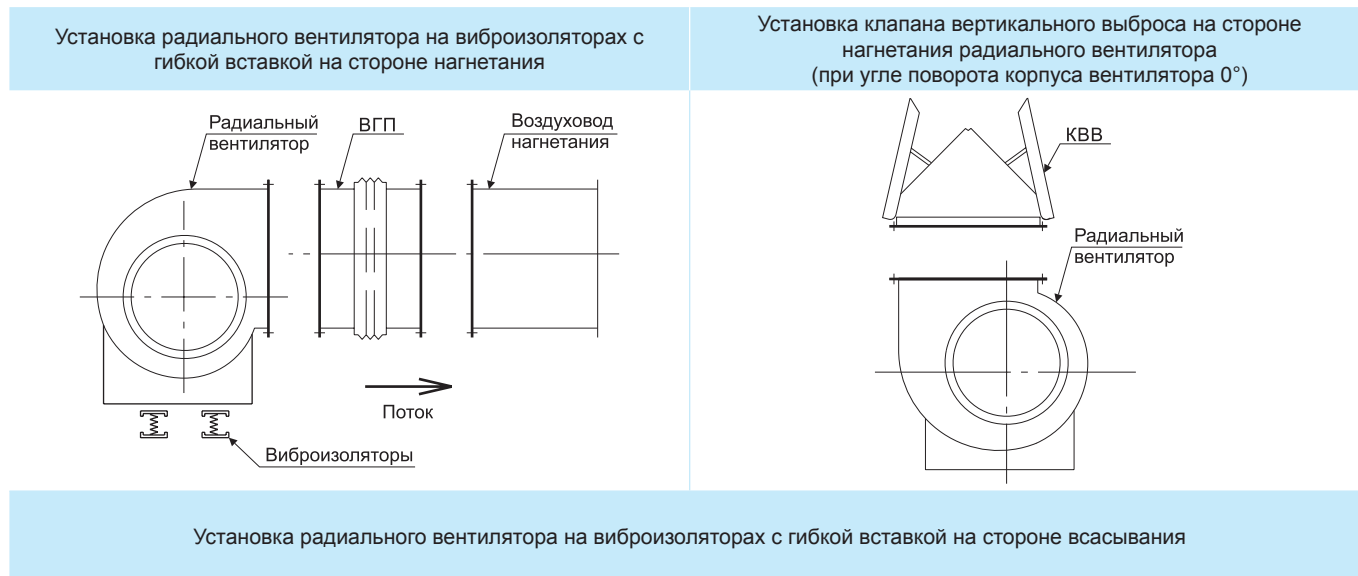 Установка радиального вентилятора на виброизоляторах с
гибкой вставкой на стороне нагнетания
Установка клапана вертикального выброса на стороне
нагнетания радиального вентилятора
(при угле поворота корпуса вентилятора 0°)
Радиальный
вентилятор
ВГП
Воздуховод
нагнетания
Поток
Виброизоляторы
КВВ
Радиальный
вентилятор
Установка радиального вентилятора на виброизоляторах с гибкой вставкой на стороне всасывания